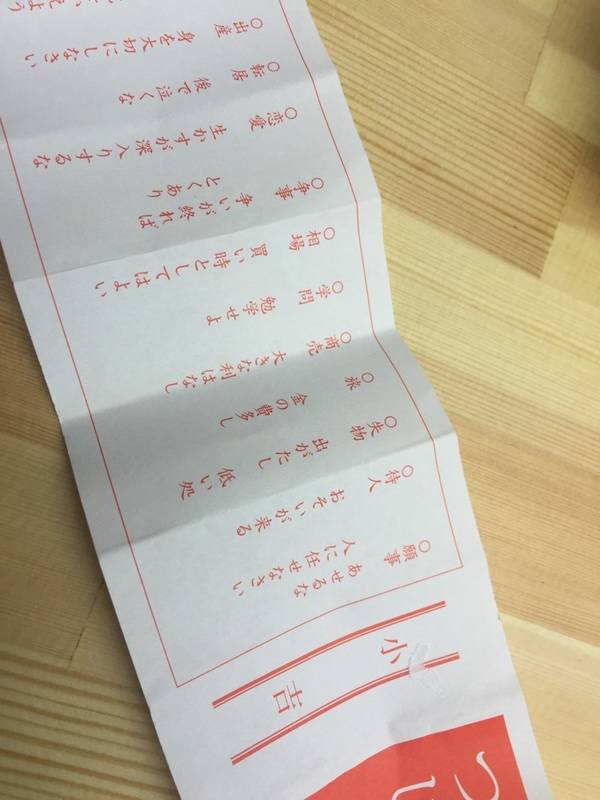 小吉
○願事
あせるな
人に任せなさい
○待人
おそいが来る
○失物
出がたし
低い処
○旅
金の費多し
○商売
大きな利はなし
○学問
勉学せよ
○相場
買い時としてはよい
○争事
争いが終れば
とくあり
○恋愛
生かすが深入りするな
○転居
後で泣くな
○出産
身を大切にしなさい